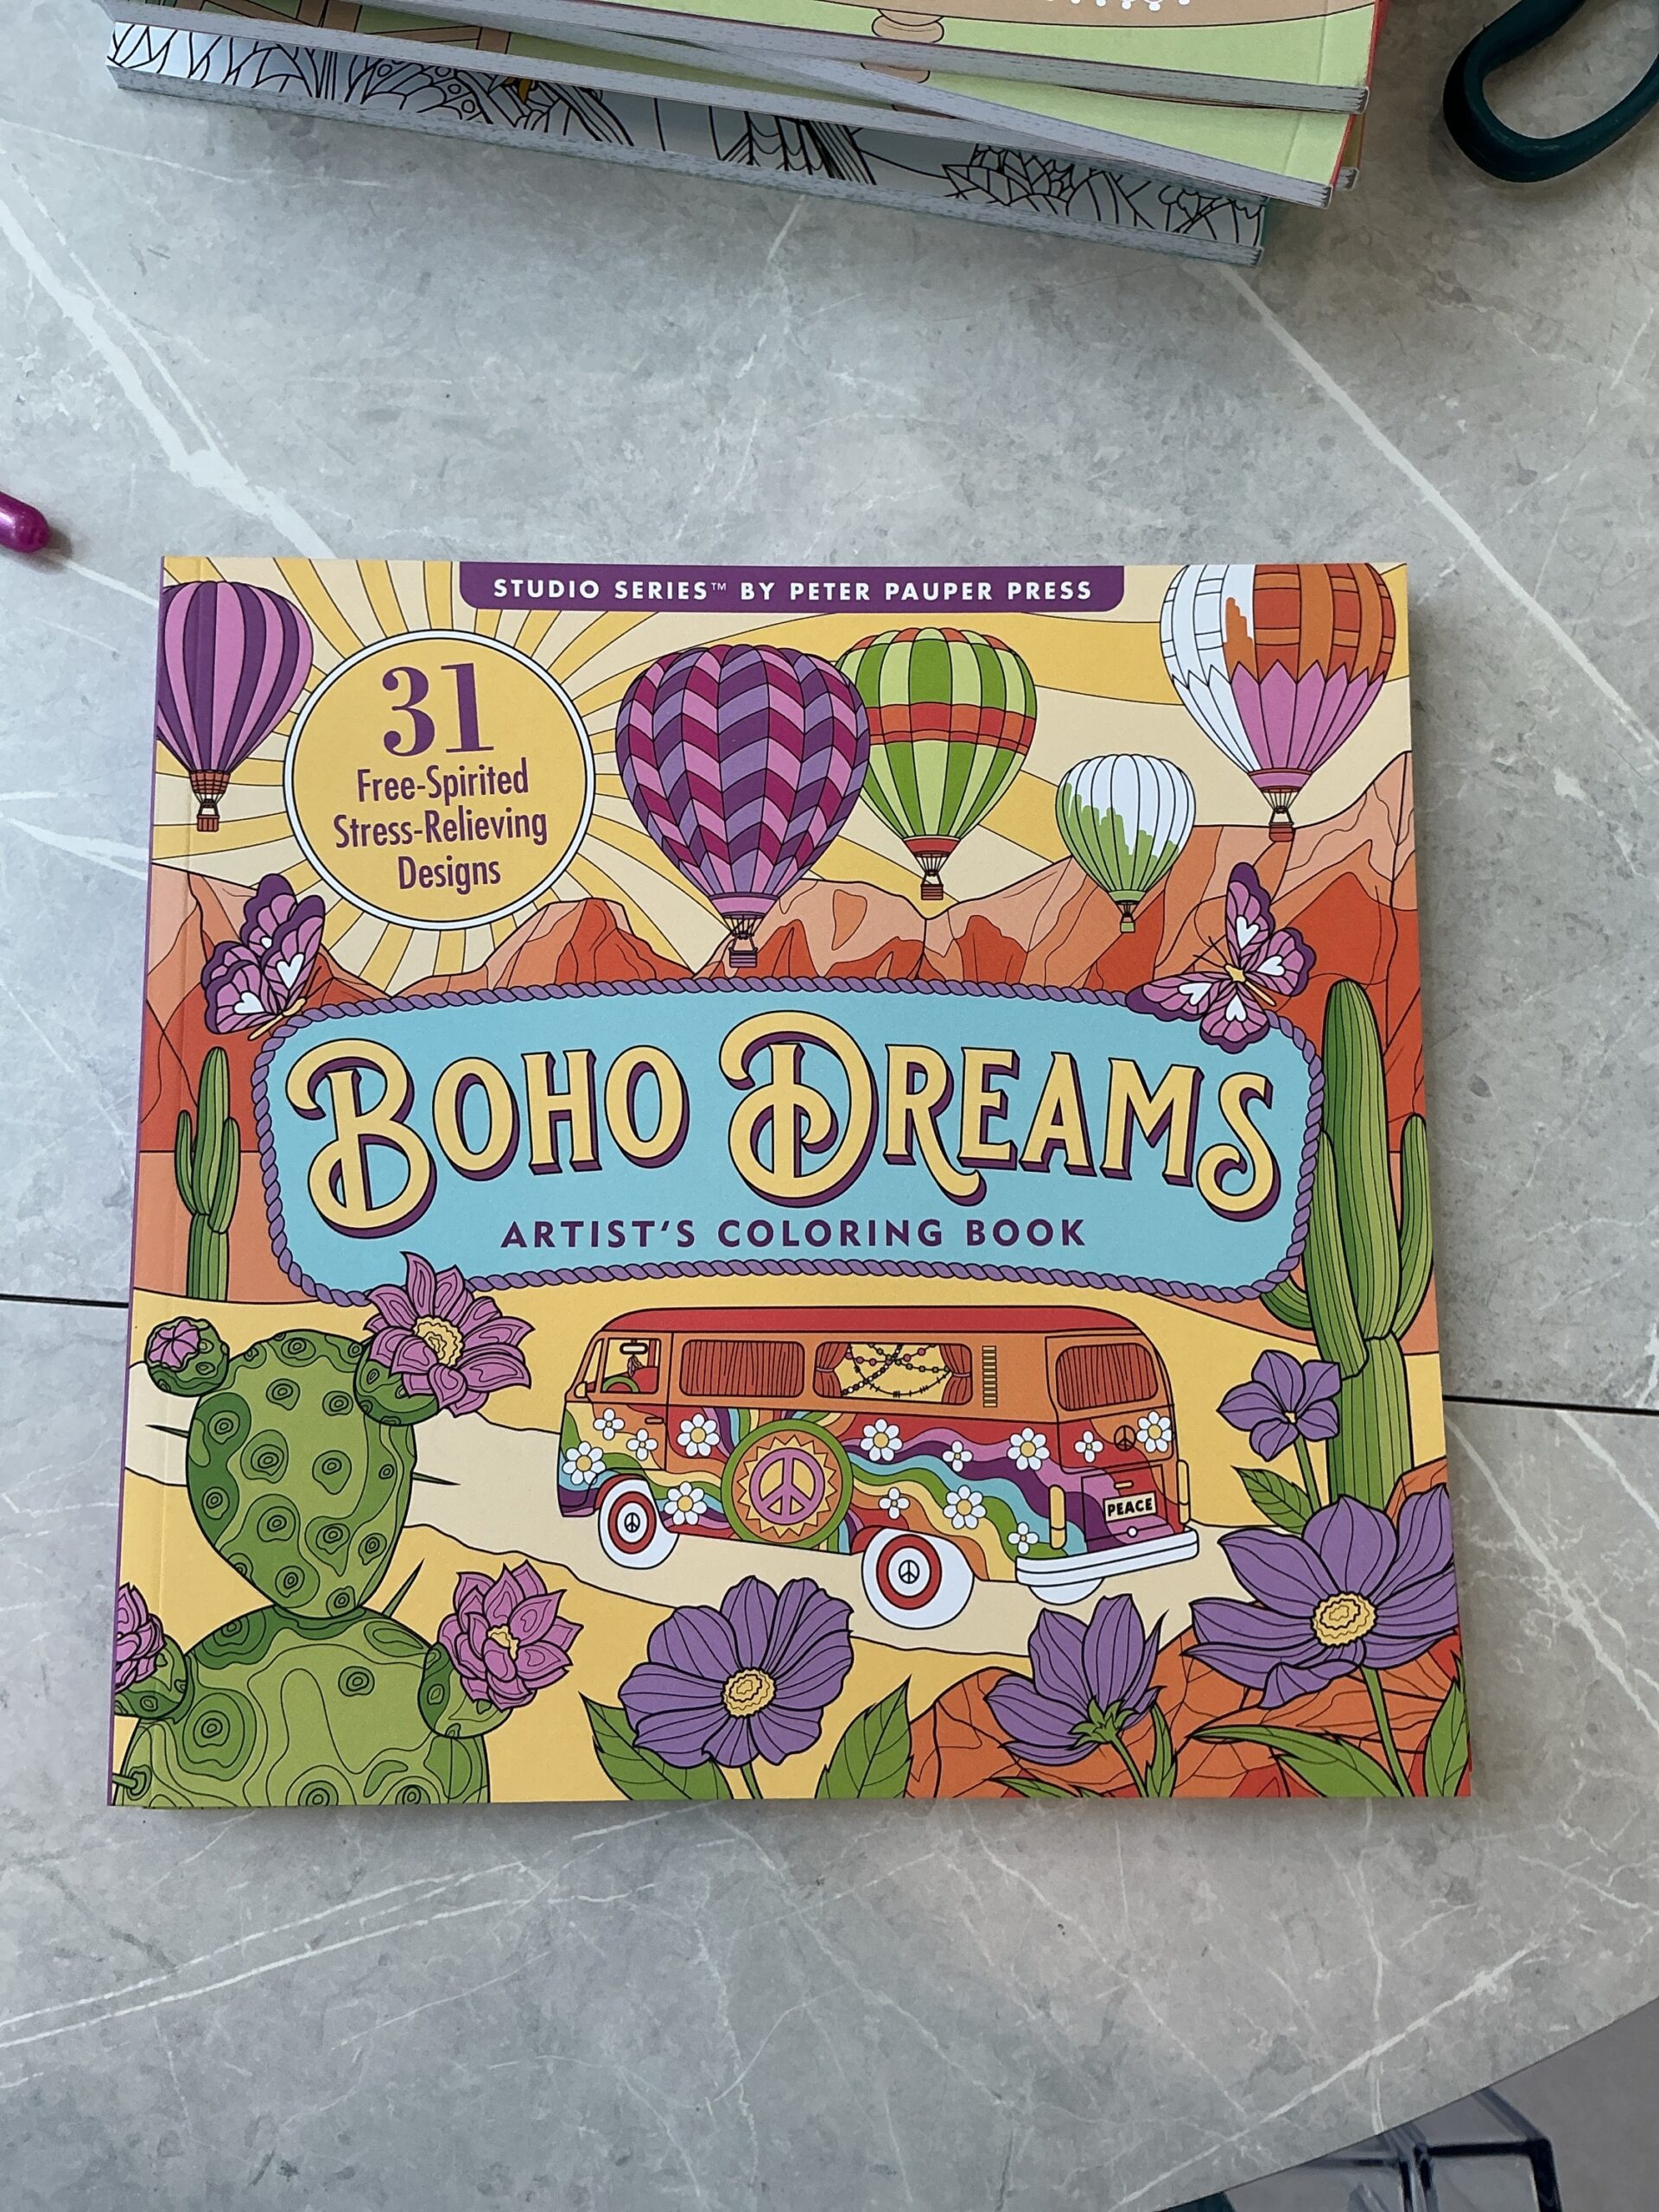 STUDIO SERIES™ BY PETER PAUPER PRESS
31
Free-Spirited
Stress-Relieving
Designs
BOHO DREAMS
ARTIST'S COLORING BOOK
PEACE